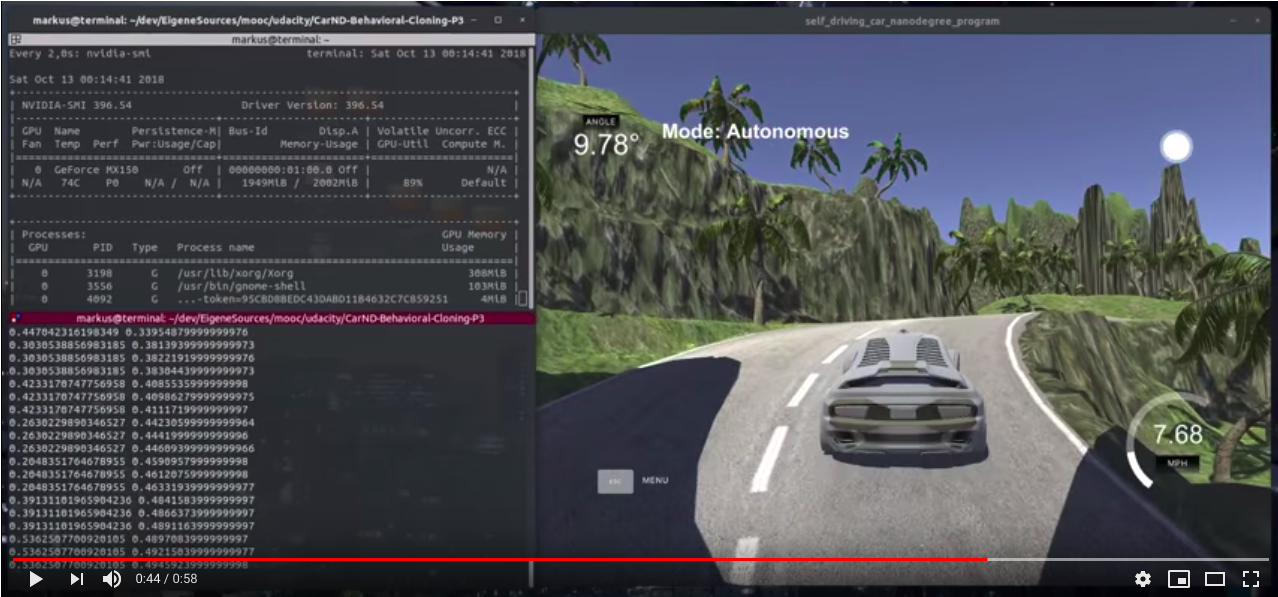 markus@terminal: ~/dev/EigeneSources/mooc/udacity/CarND-Behavioral-Cloning-P3
markus@terminal: ~
Every 2,0s: nvidia-smi terminal: Sat Oct 13 00:14:41 2018
Sat Oct 13 00:14:41 2018
NVIDIA-SMI 396.54 Driver Version: 396.54
GPU Name Persistence-M| Bus-Id Disp.A | Volatile Uncorr. ECC
Fan Temp Perf Pwr:Usage/Cap| Memory-Usage | GPU-Util Compute M.
0 GeForce MX150 Off | 00000000:01:00.0 Off | N/A
N/A 74C P0 N/A / N/A | 1949MiB / 2002MiB | 89% Default
Processes: GPU Memory
GPU PID Type Process name Usage
0 3198 G /usr/lib/xorg/Xorg 308MiB
0 3556 G /usr/bin/gnome-shell 103MiB
0 4092 G ...-token=95CBD8BEDC43DABD11B4632C7C859251 4MiB
markus@terminal: ~/dev/EigeneSources/mooc/udacity/CarND-Behavioral-Cloning-P3
0.447042316198349 0.33954879999999976
0.3030538856983185 0.38139399999999973
0.3030538856983185 0.38221919999999976
0.3030538856983185 0.38304439999999973
0.4233170747756958 0.4085535999999998
0.4233170747756958 0.40986279999999975
0.4233170747756958 0.4111719999999997
0.2630229890346527 0.44230599999999964
0.2630229890346527 0.4441999999999996
0.2630229890346527 0.44609399999999966
0.2048351764678955 0.4590957999999998
0.2048351764678955 0.4612075999999998
0.2048351764678955 0.46331939999999977
0.39131101965904236 0.4841583999999997
0.39131101965904236 0.4866373999999997
0.39131101965904236 0.4891163999999997
0.5362507700920105 0.4897083999999997
0.5362507700920105 0.49215039999999977
0.5362507700920105 0.4945923999999998
self_driving_car_nanodegree_program
ANGLE
9.78°
Mode: Autonomous
7.68
MPH
esc MENU
0:44 / 0:58